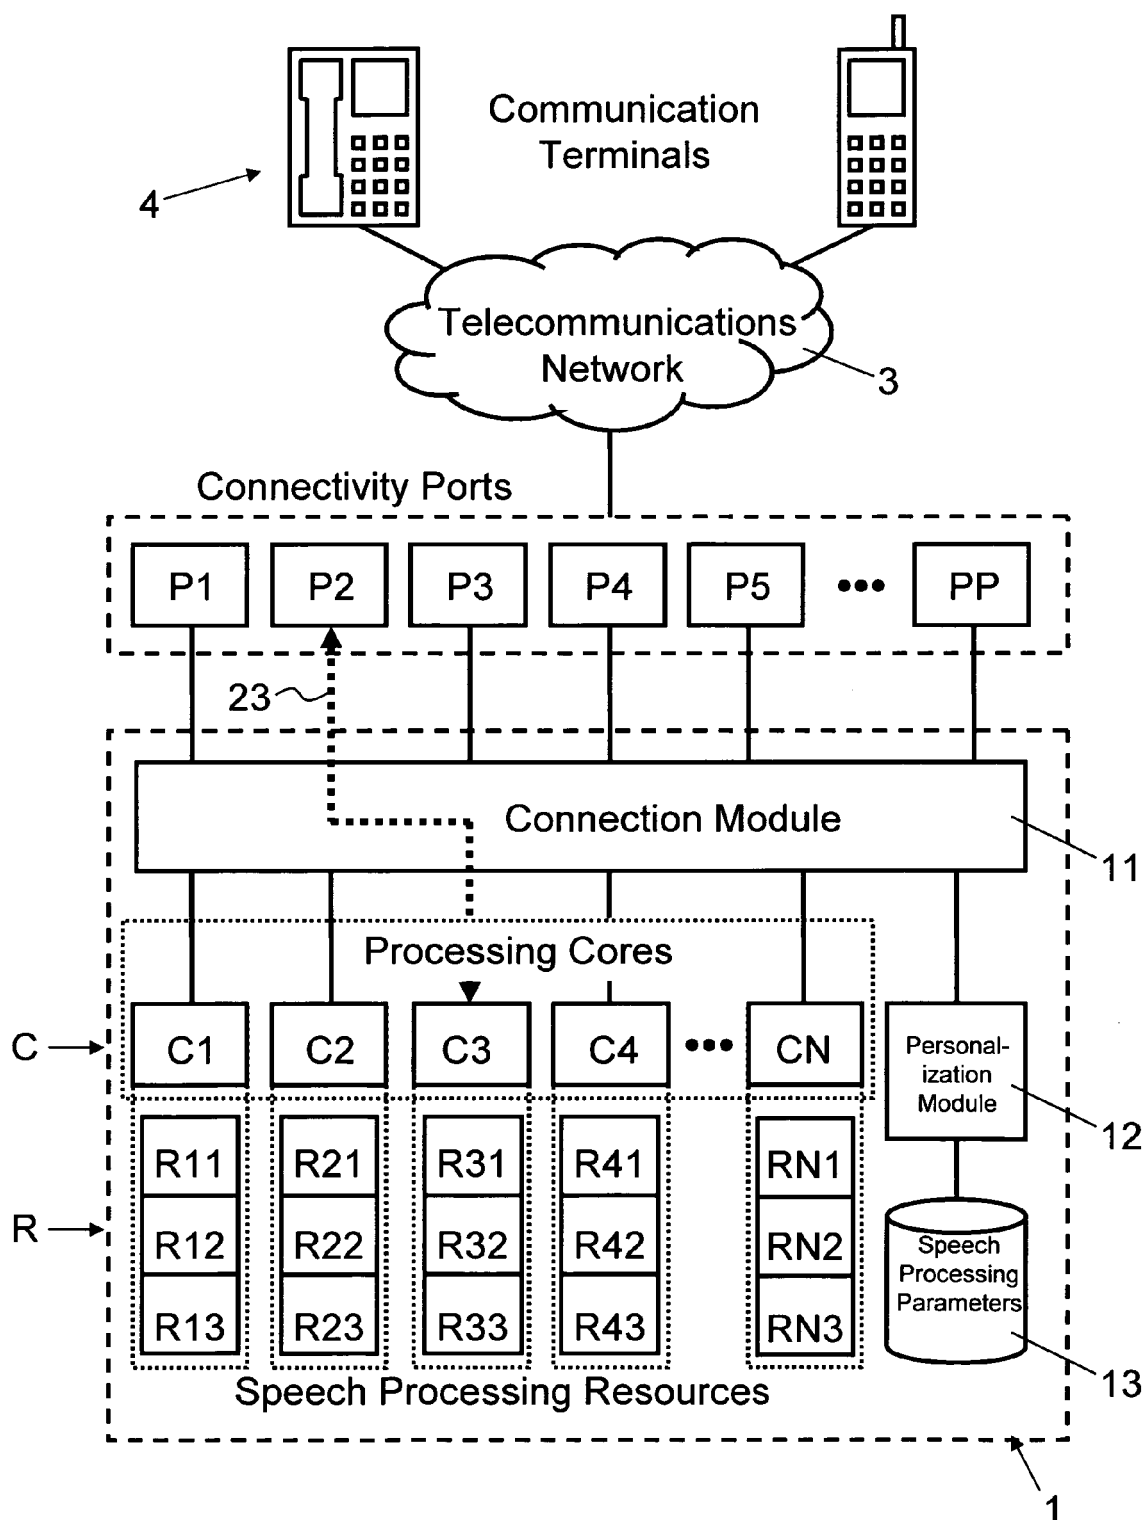 Communication
Terminals
4
Telecommunications
Network
3
Connectivity Ports
P1 P2 P3 P4 P5 ••• PP
23
Connection Module
11
Processing Cores
C
C1 C2 C3 C4 ••• CN
Personal-
ization
Module
12
R
R11 R21 R31 R41 RN1
R12 R22 R32 R42 RN2
R13 R23 R33 R43 RN3
Speech
Processing
Parameters
13
Speech Processing Resources
1